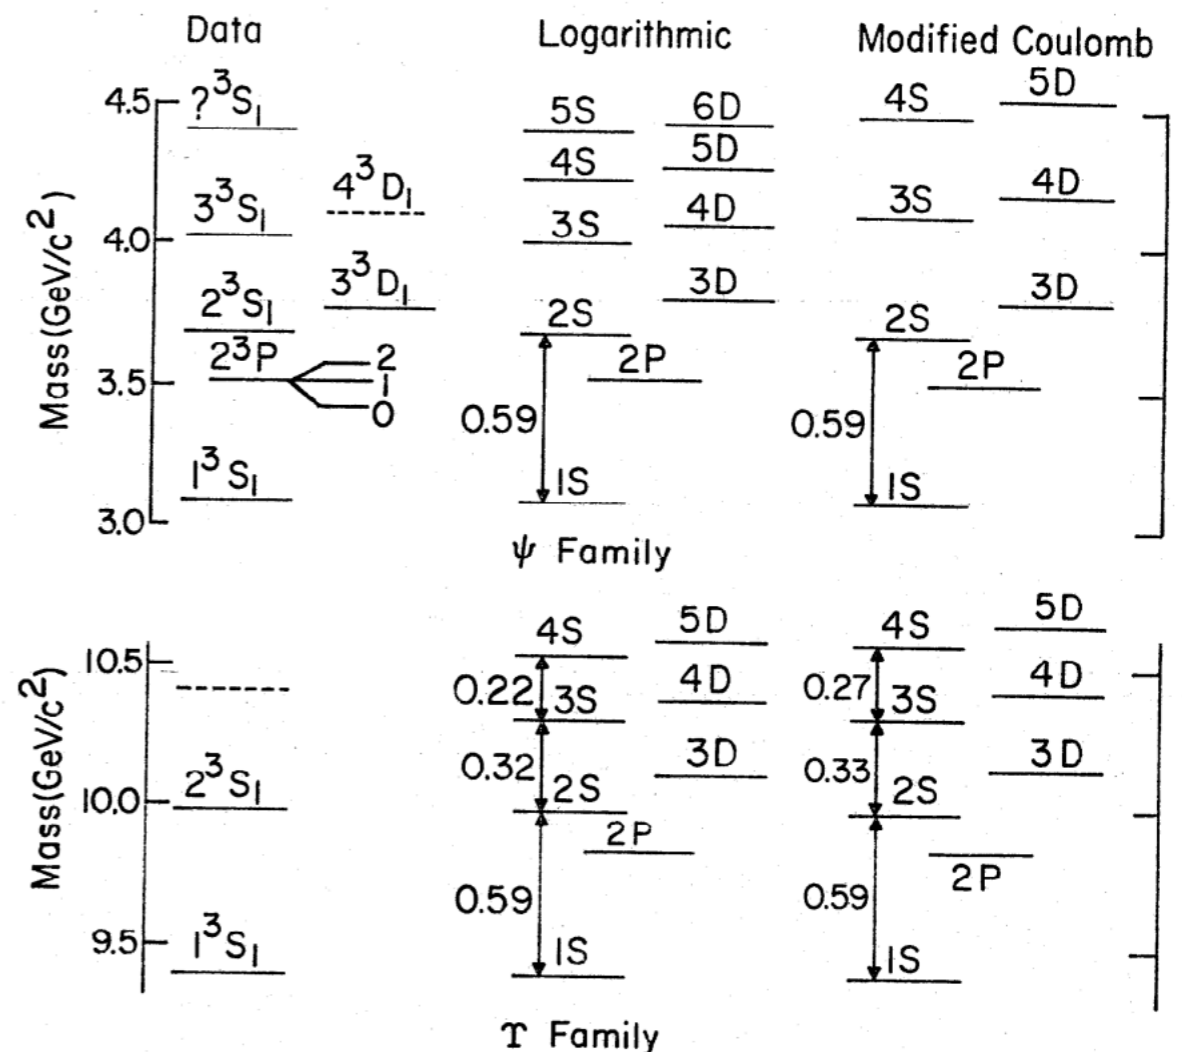 Data Logarithmic Modified Coulomb
4.5 ?³S₁ 5S 6D 4S 5D
4S 5D
4³D₁ 4D
3³S₁ 3S 4D 3S
4.0
3³D₁ 3D 3D
2³S₁ 2S 2S
2³P 2 2P 2P
3.5 1
0 0.59 0.59
1³S₁ 1S 1S
3.0
Mass(GeV/c²)
ψ Family
4S 5D 4S 5D
10.5
0.22 3S 4D 0.27 3S 4D
0.32 3D 0.33 3D
2³S₁ 2S 2S
10.0
2P
2P
0.59 0.59
9.5 1³S₁ 1S 1S
Mass(GeV/c²)
ϒ Family